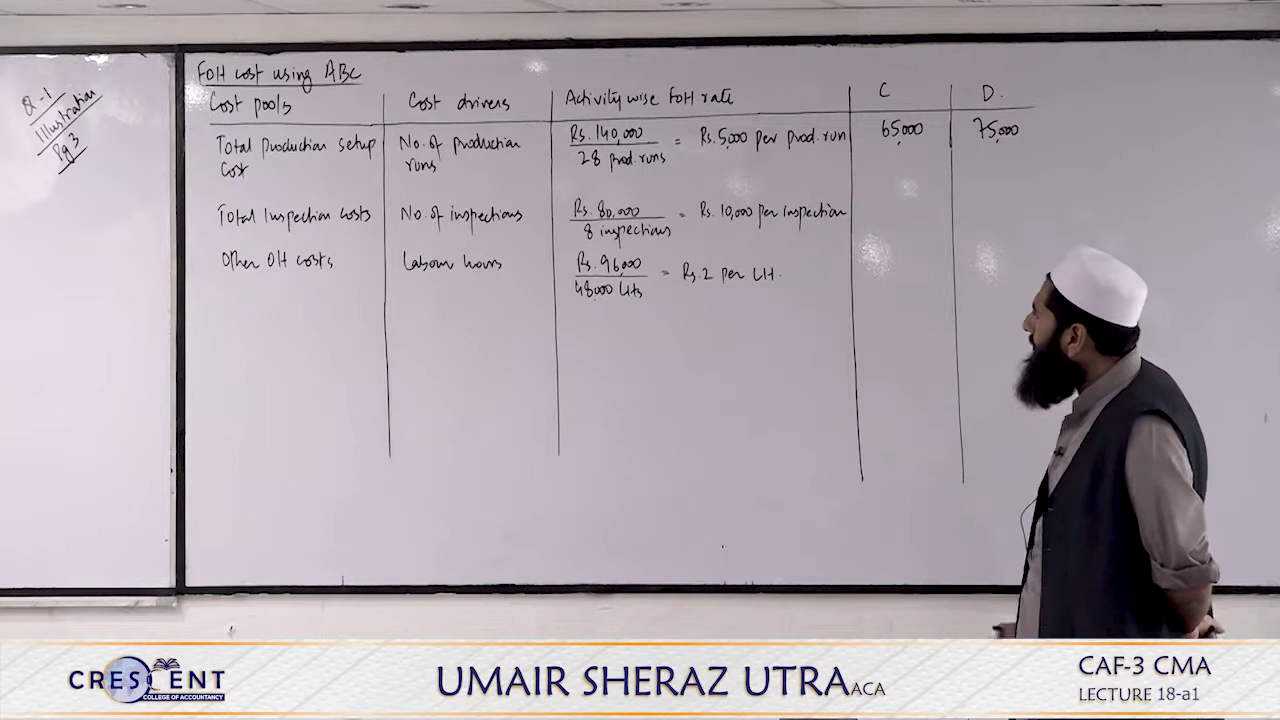 Q-1
Illustration
Pg 3
FOH cost using ABC
Cost pools Cost drivers Activity wise FOH rate C D.
Total production setup cost No. of production runs Rs. 140,000 / 28 prod. runs = Rs. 5,000 per prod. run 65,000 75,000
Total Inspection costs No. of inspections Rs. 80,000 / 8 inspections = Rs. 10,000 per inspection
Other OH costs Labour hours Rs. 96,000 / 48,000 LHs = Rs. 2 per LH.
CRESCENT
COLLEGE OF ACCOUNTANCY
UMAIR SHERAZ UTRA ACA
CAF-3 CMA
LECTURE 18-a1